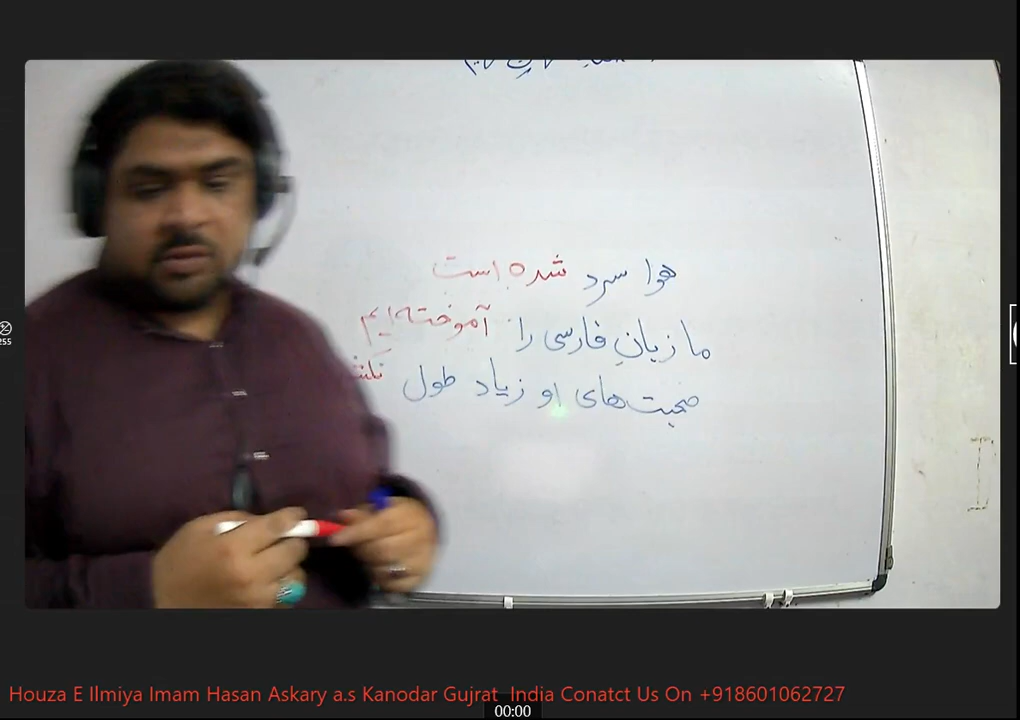 هوا سرد شده است
ما زبانِ فارسی را آموخته‌ایم
صحبت‌های او زیاد طول
255
Houza E Ilmiya Imam Hasan Askary a.s Kanodar Gujrat India Conatct Us On +918601062727
00:00